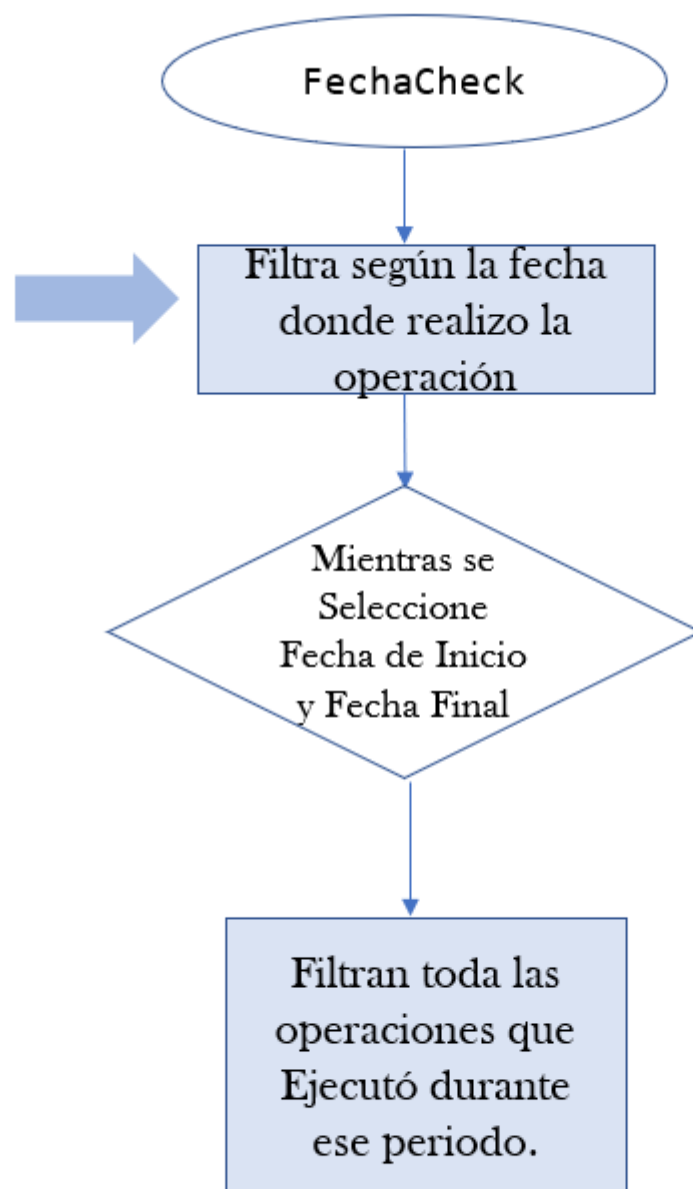 FechaCheck
Filtra según la fecha
donde realizo la
operación
Mientras se
Seleccione
Fecha de Inicio
y Fecha Final
Filtran toda las
operaciones que
Ejecutó durante
ese periodo.